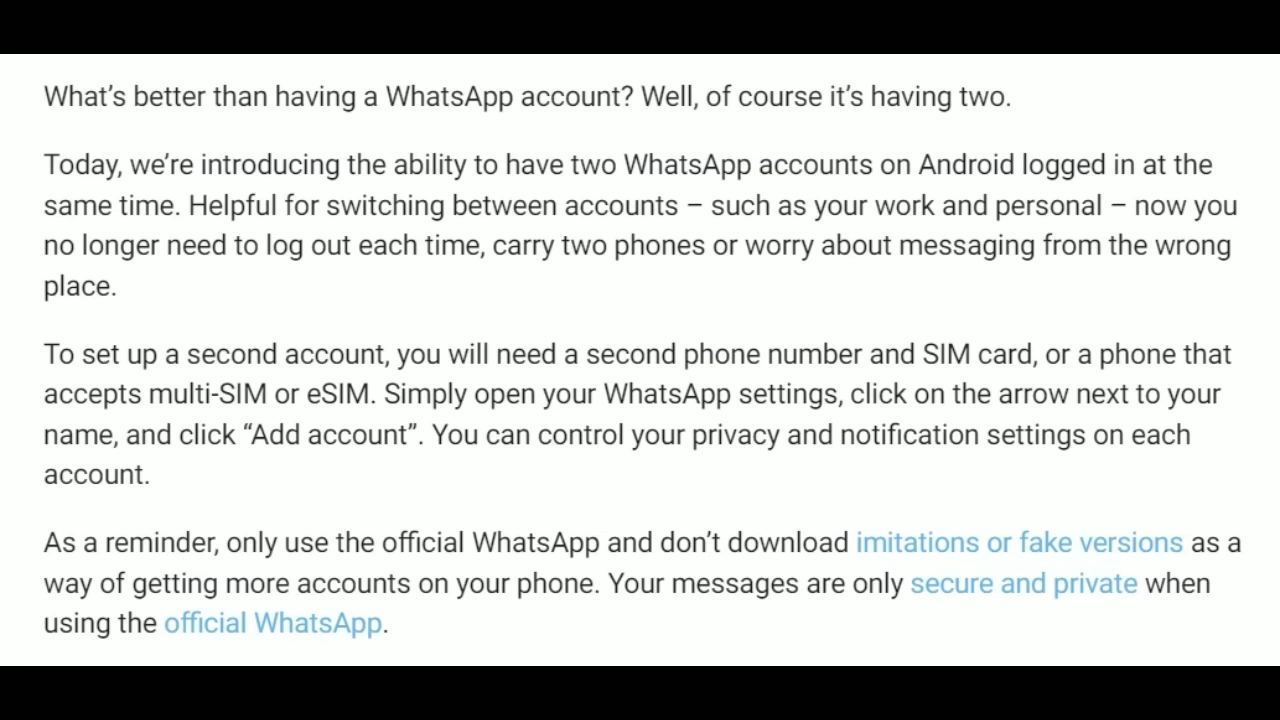 What’s better than having a WhatsApp account? Well, of course it’s having two.
Today, we’re introducing the ability to have two WhatsApp accounts on Android logged in at the
same time. Helpful for switching between accounts – such as your work and personal – now you
no longer need to log out each time, carry two phones or worry about messaging from the wrong
place.
To set up a second account, you will need a second phone number and SIM card, or a phone that
accepts multi-SIM or eSIM. Simply open your WhatsApp settings, click on the arrow next to your
name, and click “Add account”. You can control your privacy and notification settings on each
account.
As a reminder, only use the official WhatsApp and don’t download imitations or fake versions as a
way of getting more accounts on your phone. Your messages are only secure and private when
using the official WhatsApp.